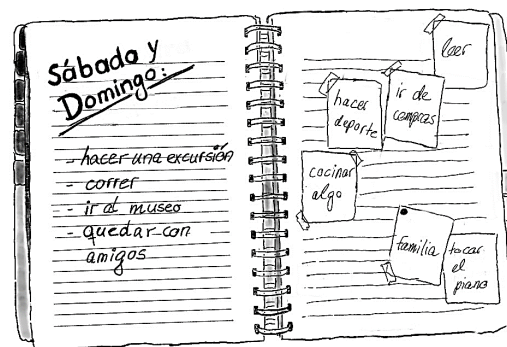 Sábado y
Domingo:
- hacer una excursión
- correr
- ir al museo
- quedar con
amigos
leer
hacer
deporte
ir de
compras
cocinar
algo
familia
tocar
el
piano